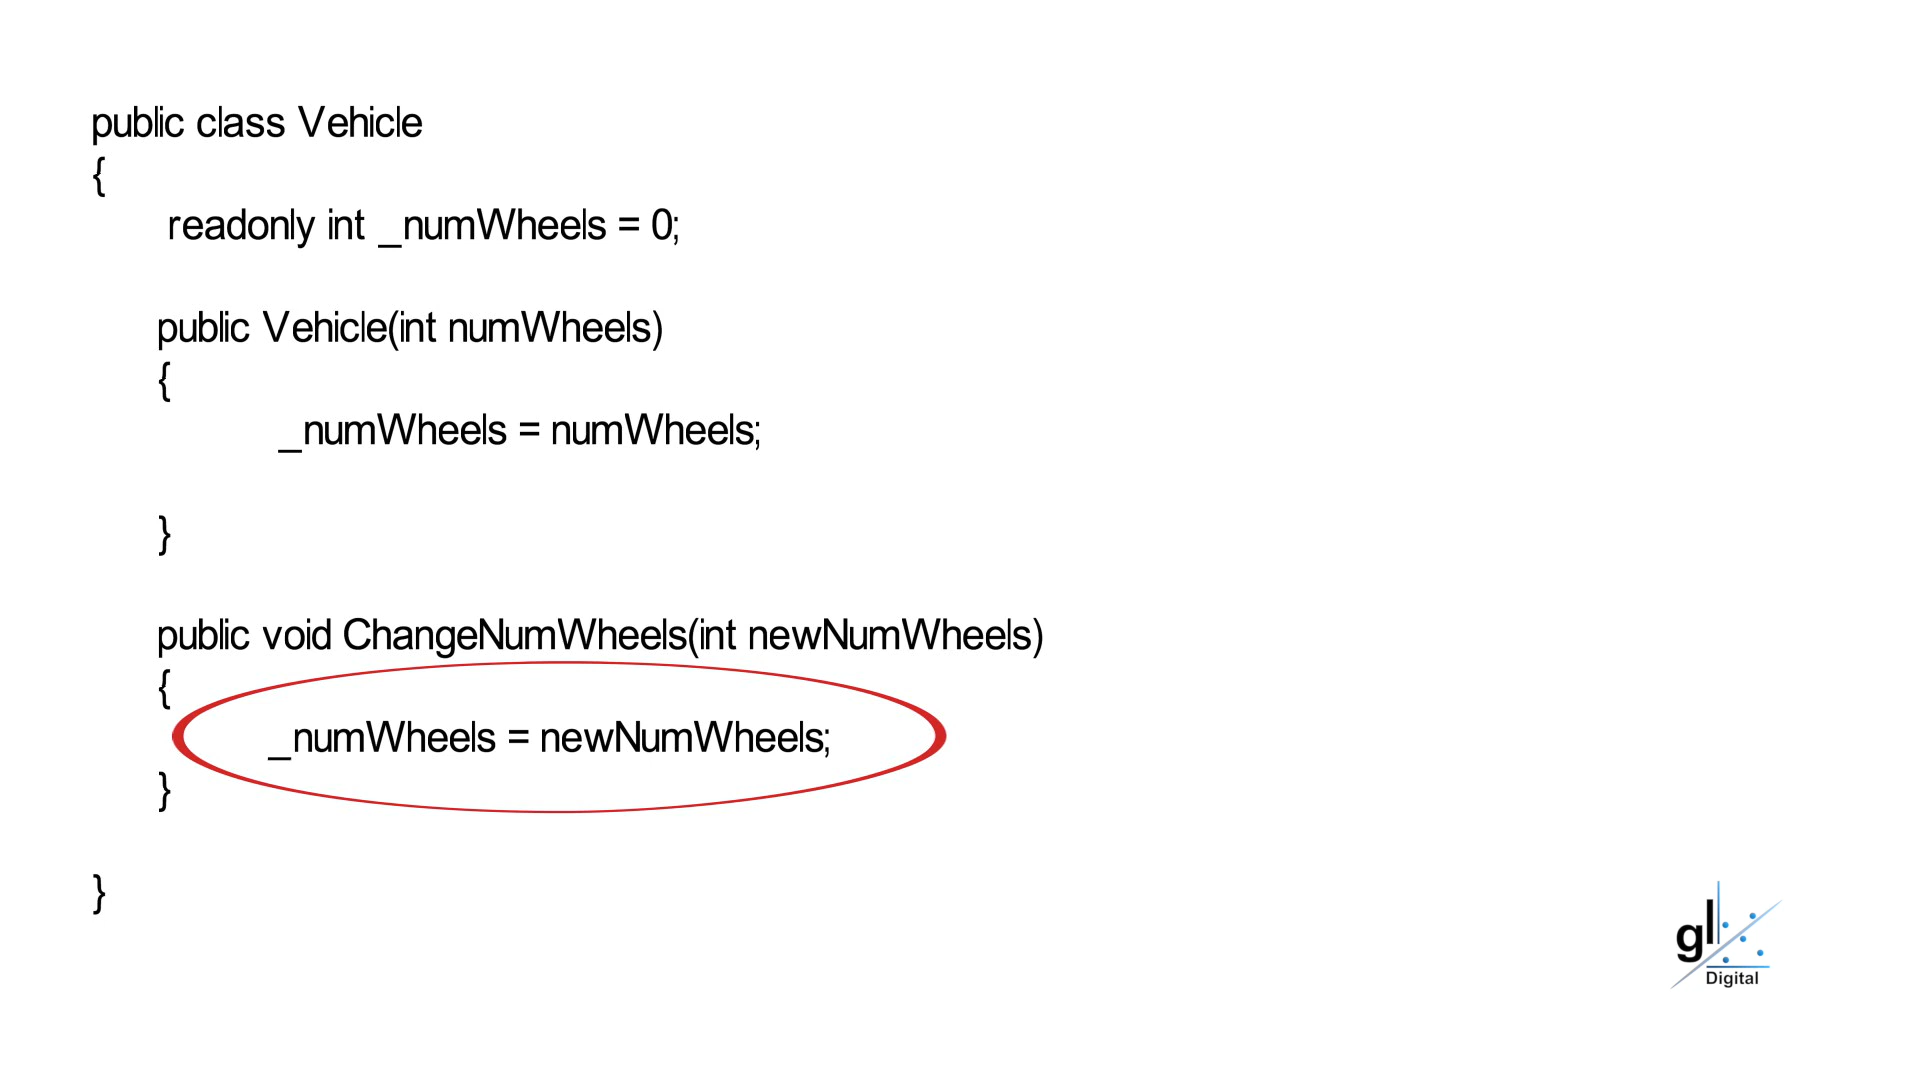 public class Vehicle
{
readonly int _numWheels = 0;
public Vehicle(int numWheels)
{
_numWheels = numWheels;
}
public void ChangeNumWheels(int newNumWheels)
{
_numWheels = newNumWheels;
}
}
gl
Digital